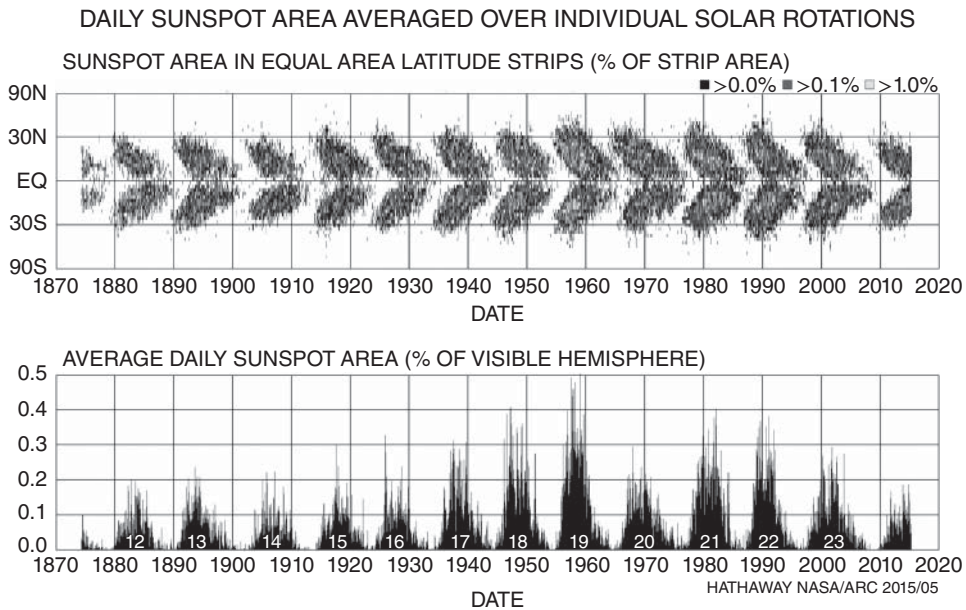 DAILY SUNSPOT AREA AVERAGED OVER INDIVIDUAL SOLAR ROTATIONS
SUNSPOT AREA IN EQUAL AREA LATITUDE STRIPS (% OF STRIP AREA)
>0.0% >0.1% >1.0%
90N
30N
EQ
30S
90S
1870 1880 1890 1900 1910 1920 1930 1940 1950 1960 1970 1980 1990 2000 2010 2020
DATE
AVERAGE DAILY SUNSPOT AREA (% OF VISIBLE HEMISPHERE)
0.5
0.4
0.3
0.2
0.1
0.0
12 13 14 15 16 17 18 19 20 21 22 23
1870 1880 1890 1900 1910 1920 1930 1940 1950 1960 1970 1980 1990 2000 2010 2020
HATHAWAY NASA/ARC 2015/05
DATE